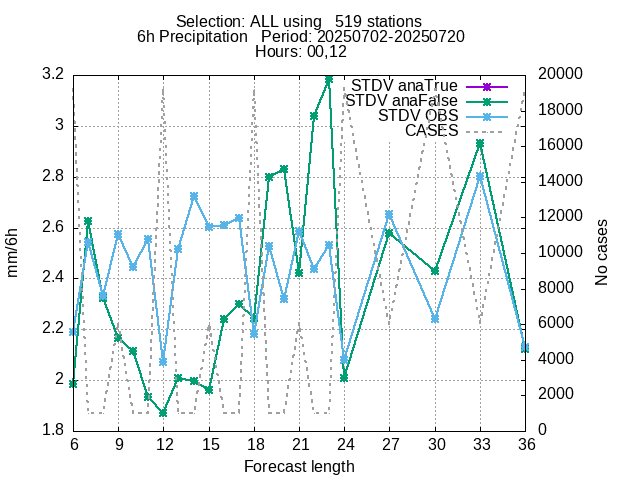 Selection: ALL using   519 stations
6h Precipitation   Period: 20250702-20250720
Hours: 00,12
STDV anaTrue
STDV anaFalse
STDV OBS
CASES
3.2
3
2.8
2.6
2.4
2.2
2
1.8
mm/6h
20000
18000
16000
14000
12000
10000
8000
6000
4000
2000
0
No cases
6 9 12 15 18 21 24 27 30 33 36
Forecast length